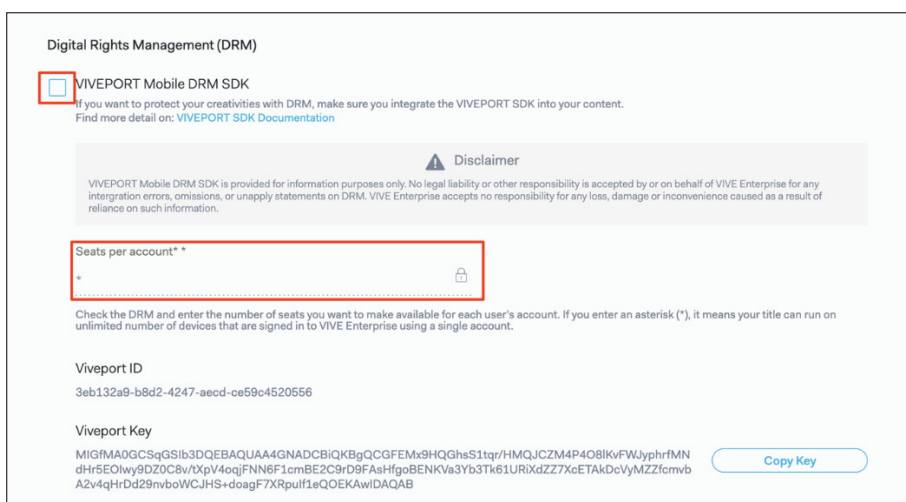 Digital Rights Management (DRM)
VIVEPORT Mobile DRM SDK
If you want to protect your creativities with DRM, make sure you integrate the VIVEPORT SDK into your content.
Find more detail on: VIVEPORT SDK Documentation
Disclaimer
VIVEPORT Mobile DRM SDK is provided for information purposes only. No legal liability or other responsibility is accepted by or on behalf of VIVE Enterprise for any
intergration errors, omissions, or unapply statements on DRM. VIVE Enterprise accepts no responsibility for any loss, damage or inconvenience caused as a result of
reliance on such information.
Seats per account* *
*
Check the DRM and enter the number of seats you want to make available for each user's account. If you enter an asterisk (*), it means your title can run on
unlimited number of devices that are signed in to VIVE Enterprise using a single account.
Viveport ID
3eb132a9-b8d2-4247-aecd-ce59c4520556
Viveport Key
MIGfMA0GCSqGSIb3DQEBAQUAA4GNADCBiQKBgQCGFEMx9HQGhsS1tqr/HMQJCZM4P4O8lKvFWJyphrfMN
dHr5EOlwy9DZ0C8v/tXpV4oqjFNN6F1cmBE2C9rD9FAsHfgoBENKVa3Yb3Tk61URiXdZZ7XcETAkDcVyMZZfcmvb
A2v4qHrDd29nvboWCJHS+doagF7XRpulf1eQOEKAwIDAQAB
Copy Key